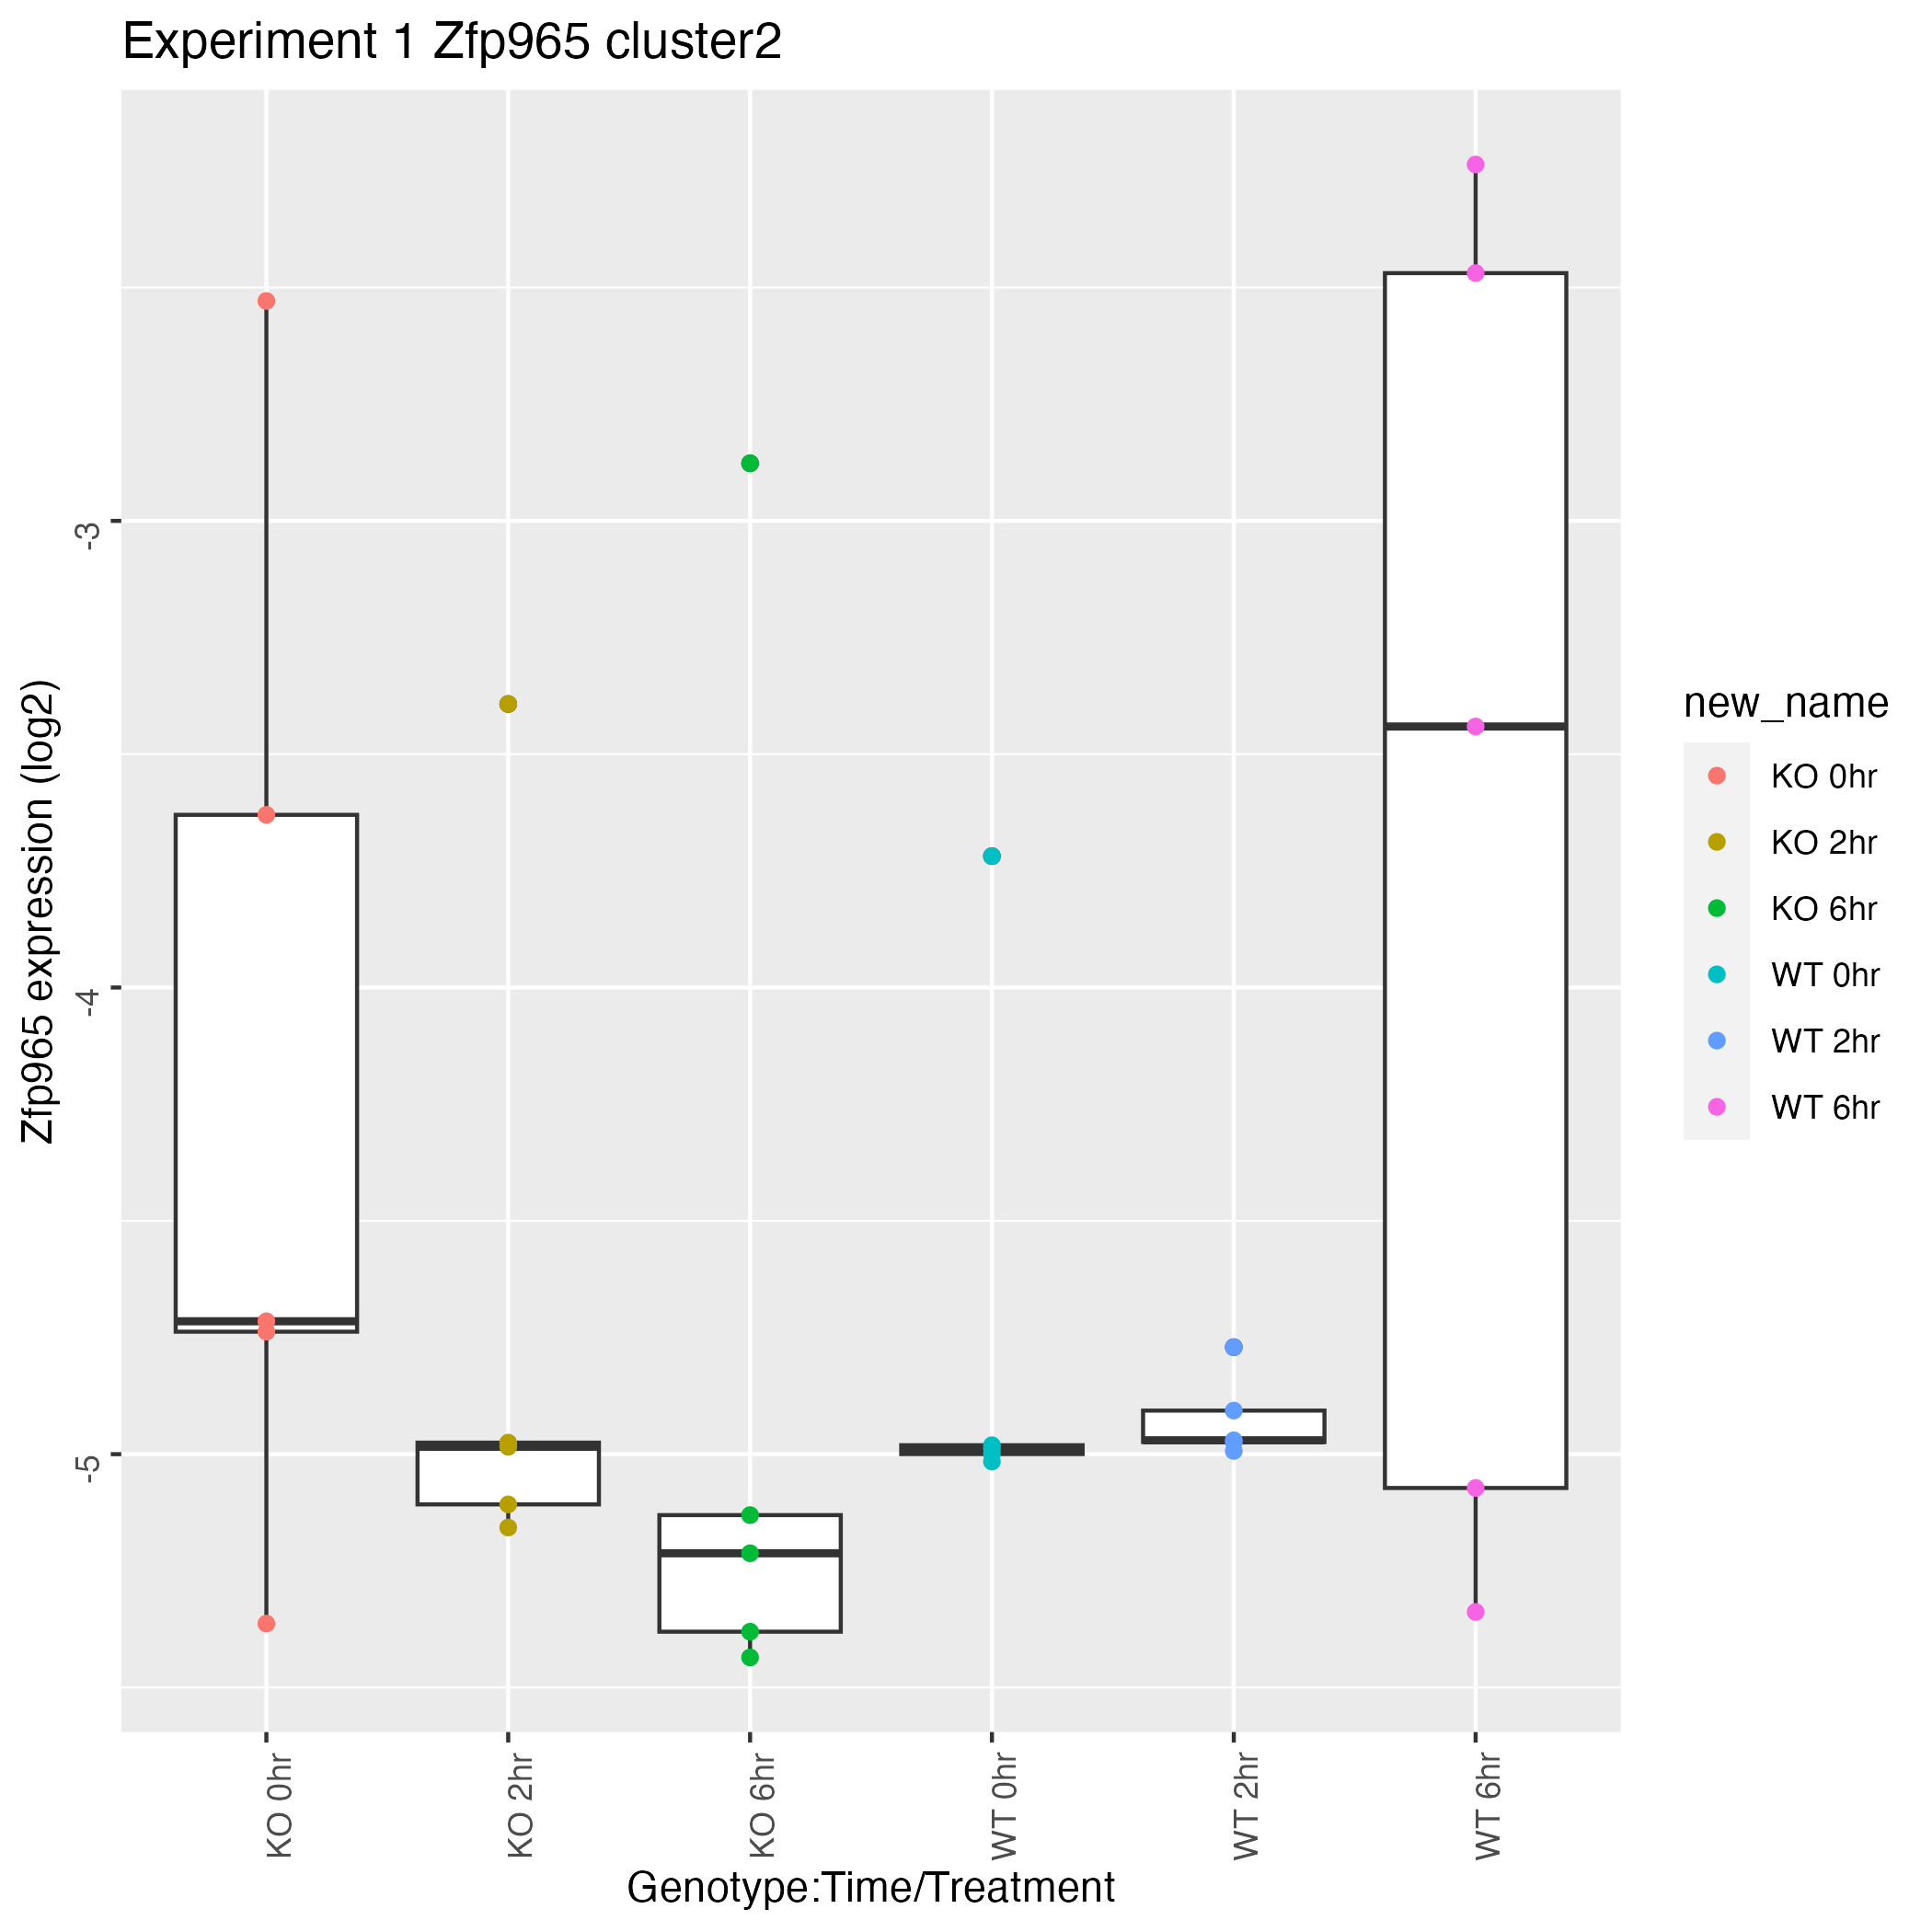 Experiment 1 Zfp965 cluster2
Zfp965 expression (log2)
-3
-4
-5
KO 0hr
KO 2hr
KO 6hr
WT 0hr
WT 2hr
WT 6hr
Genotype:Time/Treatment
new_name
KO 0hr
KO 2hr
KO 6hr
WT 0hr
WT 2hr
WT 6hr